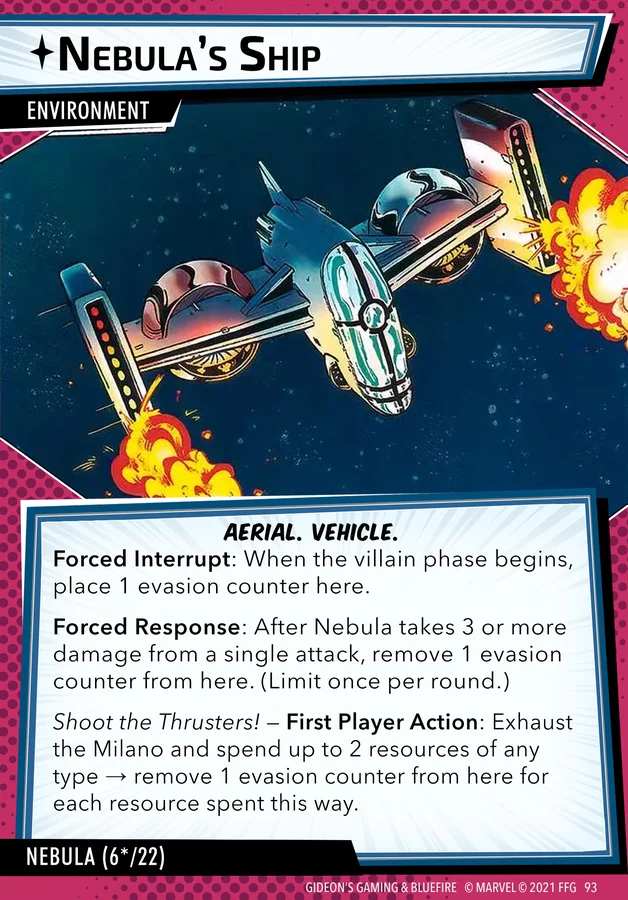 Nebula's Ship
ENVIRONMENT
AERIAL. VEHICLE.
Forced Interrupt: When the villain phase begins,
place 1 evasion counter here.
Forced Response: After Nebula takes 3 or more
damage from a single attack, remove 1 evasion
counter from here. (Limit once per round.)
Shoot the Thrusters! – First Player Action: Exhaust
the Milano and spend up to 2 resources of any
type → remove 1 evasion counter from here for
each resource spent this way.
NEBULA (6*/22)
GIDEON'S GAMING & BLUEFIRE © MARVEL © 2021 FFG 93